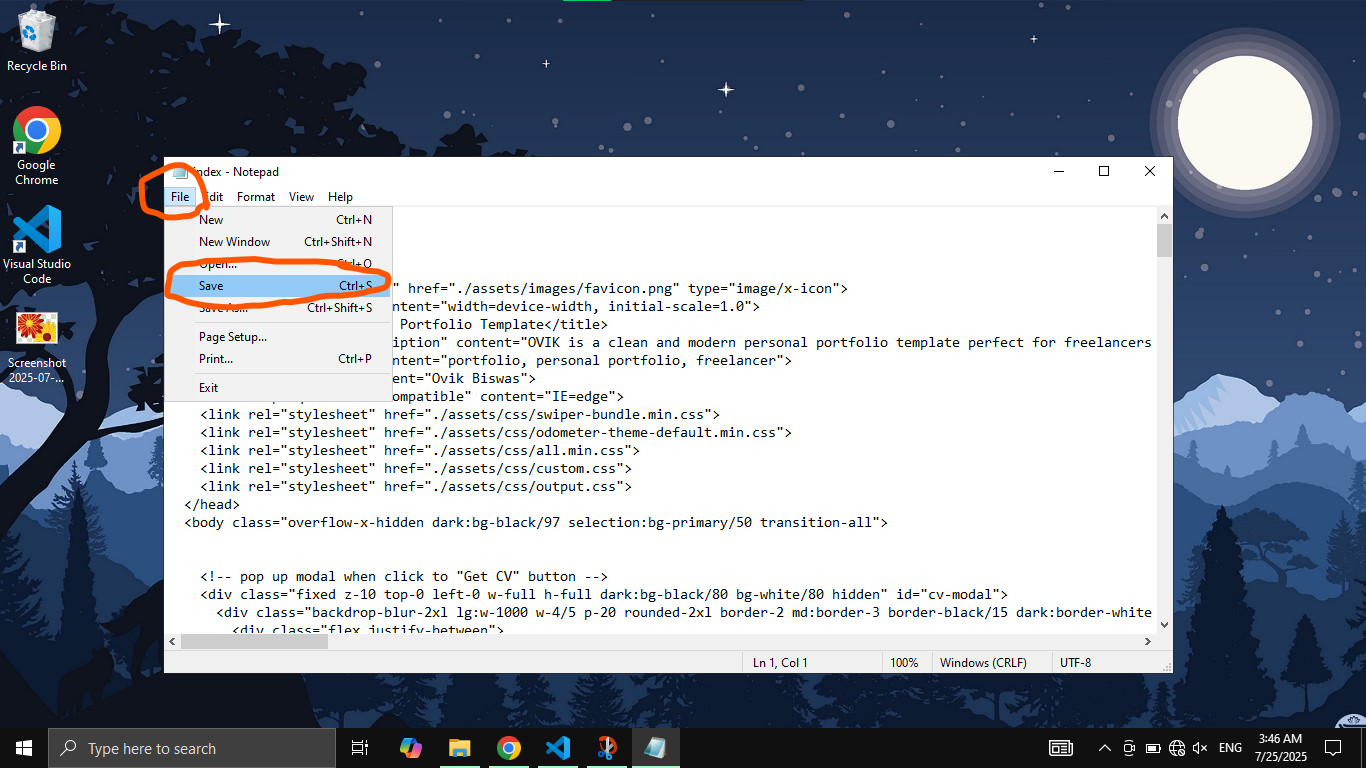 Recycle Bin
Google
Chrome
Visual Studio
Code
Screenshot
2025-07-...
index - Notepad
File Edit Format View Help
New Ctrl+N
New Window Ctrl+Shift+N
Open... Ctrl+O
Save Ctrl+S
Save As... Ctrl+Shift+S
Page Setup...
Print... Ctrl+P
Exit
" href="./assets/images/favicon.png" type="image/x-icon">
ontent="width=device-width, initial-scale=1.0">
Portfolio Template</title>
iption" content="OVIK is a clean and modern personal portfolio template perfect for freelancers
ontent="portfolio, personal portfolio, freelancer">
ent="Ovik Biswas">
ompatible" content="IE=edge">
<link rel="stylesheet" href="./assets/css/swiper-bundle.min.css">
<link rel="stylesheet" href="./assets/css/odometer-theme-default.min.css">
<link rel="stylesheet" href="./assets/css/all.min.css">
<link rel="stylesheet" href="./assets/css/custom.css">
<link rel="stylesheet" href="./assets/css/output.css">
</head>
<body class="overflow-x-hidden dark:bg-black/97 selection:bg-primary/50 transition-all">
<!-- pop up modal when click to "Get CV" button -->
<div class="fixed z-10 top-0 left-0 w-full h-full dark:bg-black/80 bg-white/80 hidden" id="cv-modal">
<div class="backdrop-blur-2xl lg:w-1000 w-4/5 p-20 rounded-2xl border-2 md:border-3 border-black/15 dark:border-white
<div class="flex justify-between">
Ln 1, Col 1 100% Windows (CRLF) UTF-8
Type here to search
ENG
3:46 AM
7/25/2025